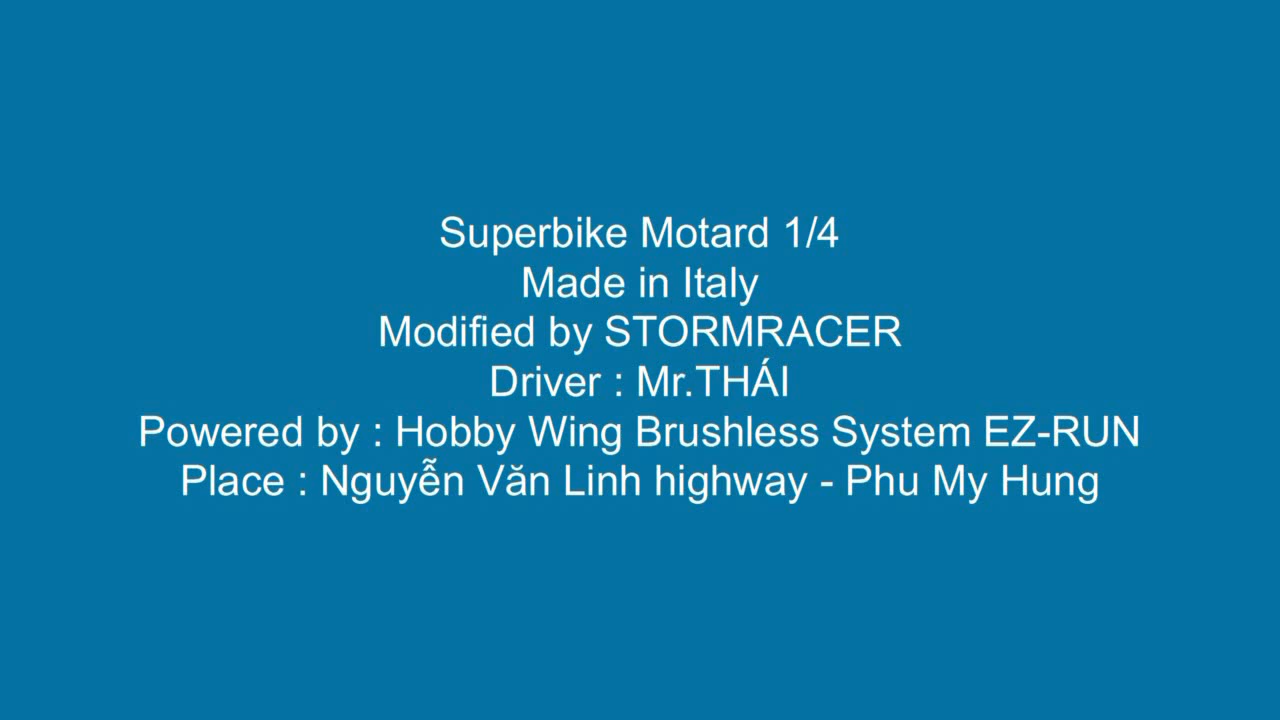 Superbike Motard 1/4
Made in Italy
Modified by STORMRACER
Driver : Mr.THÁI
Powered by : Hobby Wing Brushless System EZ-RUN
Place : Nguyễn Văn Linh highway - Phu My Hung